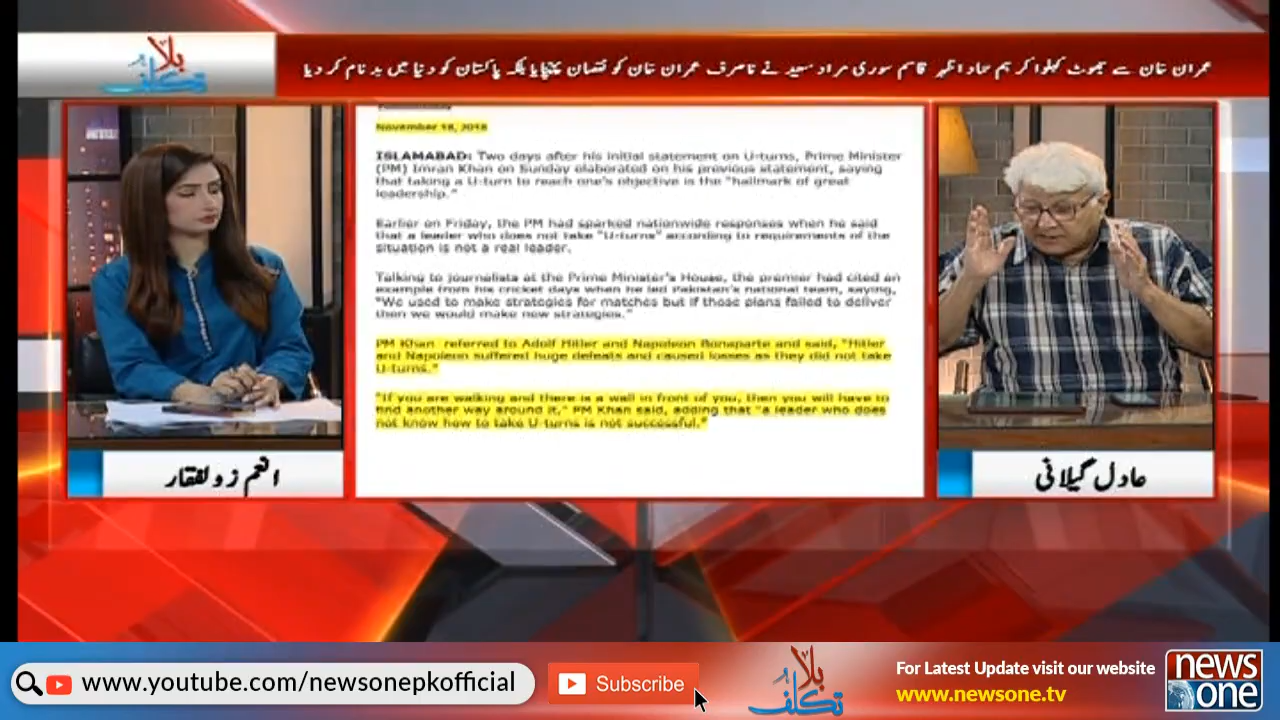 بلا تکلف
عمران خان سے جھوٹ کہلوا کر ہم حماد اظہر قاسم سوری مراد سعید نے ناصرف عمران خان کو نقصان پہنچایا بلکہ پاکستان کو دنیا میں بدنام کر دیا
November 18, 2018
ISLAMABAD: Two days after his initial statement on U-turns, Prime Minister
(PM) Imran Khan on Sunday elaborated on his previous statement, saying
that taking a U-turn to reach one's objective is the "hallmark of great
leadership."
Earlier on Friday, the PM had sparked nationwide responses when he said
that a leader who does not take "U-turns" according to requirements of the
situation is not a real leader.
Talking to journalists at the Prime Minister's House, the premier had cited an
example from his cricket days when he led Pakistan's national team, saying,
"We used to make strategies for matches but if those plans failed to deliver
then we would make new strategies."
PM Khan referred to Adolf Hitler and Napoleon Bonaparte and said, "Hitler
and Napoleon suffered huge defeats and caused losses as they did not take
U-turns."
"If you are walking and there is a wall in front of you, then you will have to
find another way around it," PM Khan said, adding that "a leader who does
not know how to take U-turns is not successful."
انعم زولفقار
عادل گیلانی
www.youtube.com/newsonepkofficial
Subscribe
بلا تکلف
For Latest Update visit our website
www.newsone.tv
news
one